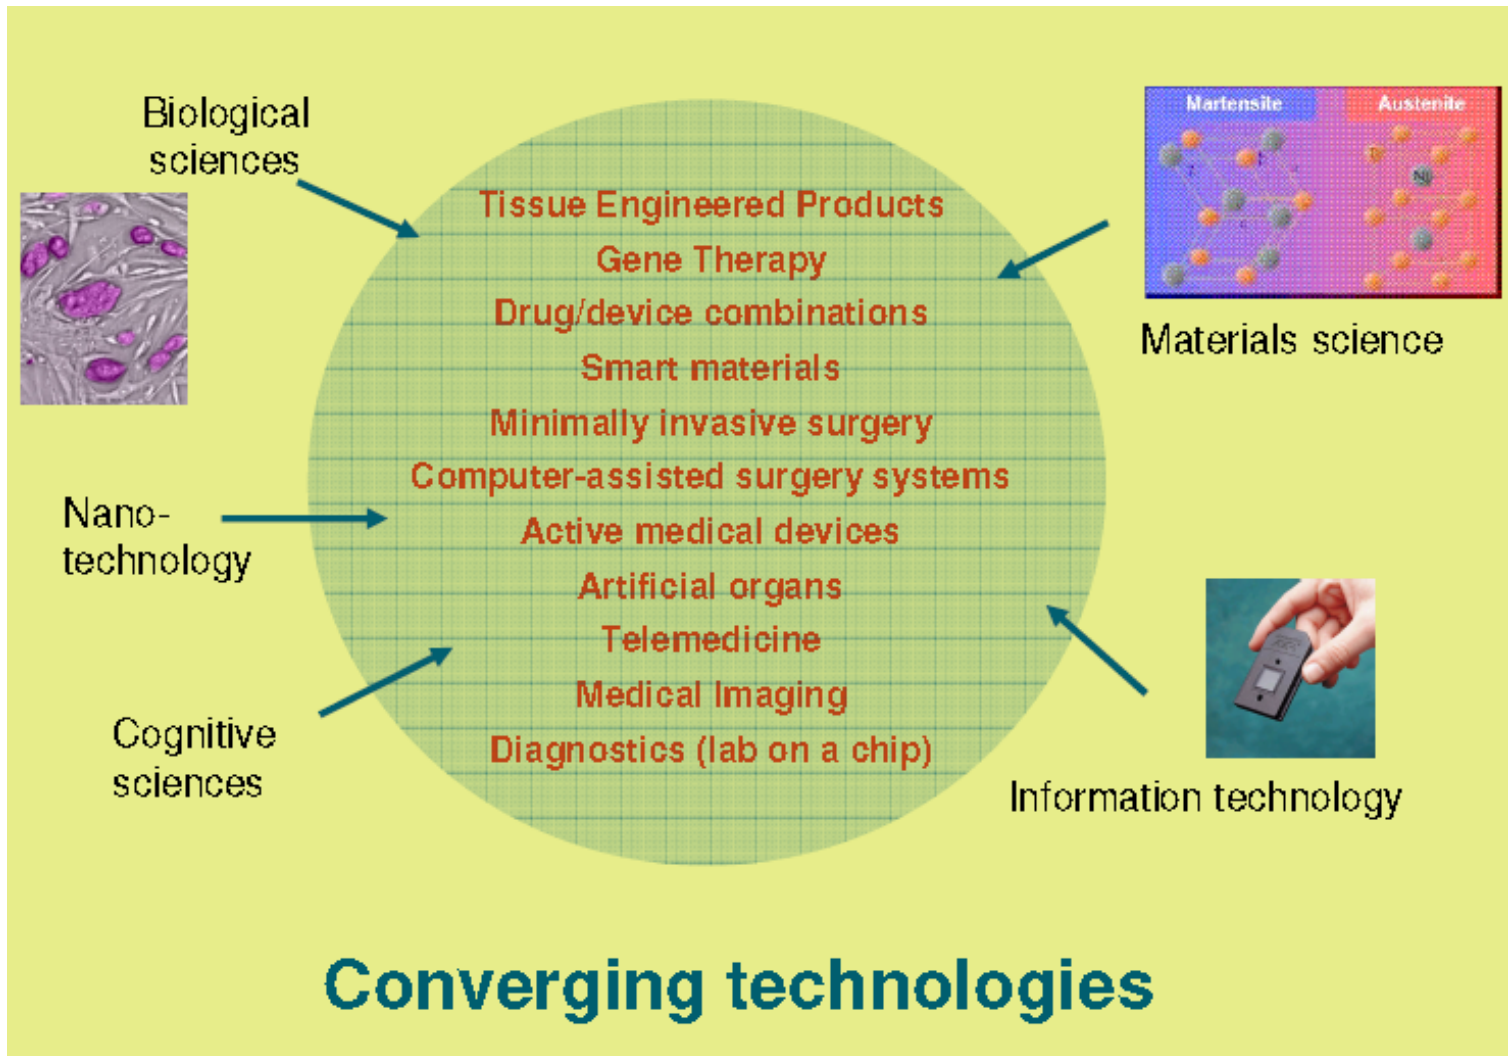 Biological
sciences
Martensite
Austenite
Ti
Ni
Tissue Engineered Products
Gene Therapy
Drug/device combinations
Smart materials
Minimally invasive surgery
Computer-assisted surgery systems
Active medical devices
Artificial organs
Telemedicine
Medical Imaging
Diagnostics (lab on a chip)
Materials science
Nano-
technology
Cognitive
sciences
Information technology
Converging technologies